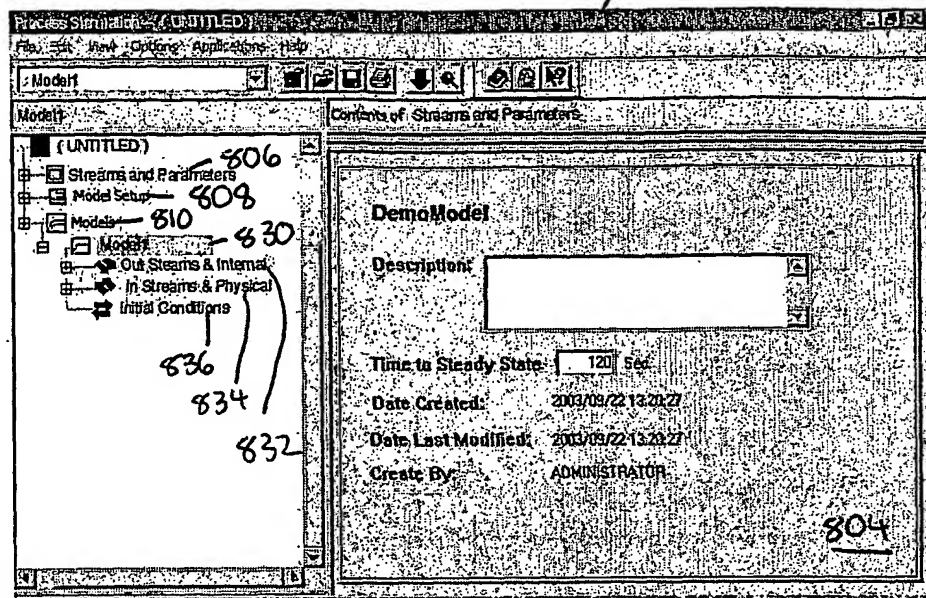 Process Simulation - ( UNTITLED )
File Edit View Options Applications Help
: Model1
Model1
Contents of Streams and Parameters
( UNTITLED )
806
Streams and Parameters
Model Setup 808
Models 810
Model1 830
Out Streams & Internal
In Streams & Physical
Initial Conditions
836
834
832
DemoModel
Description:
Time to Steady State 120 Sec
Date Created: 2003/09/22 13:20:27
Date Last Modified: 2003/09/22 13:20:27
Create By: ADMINISTRATOR
804